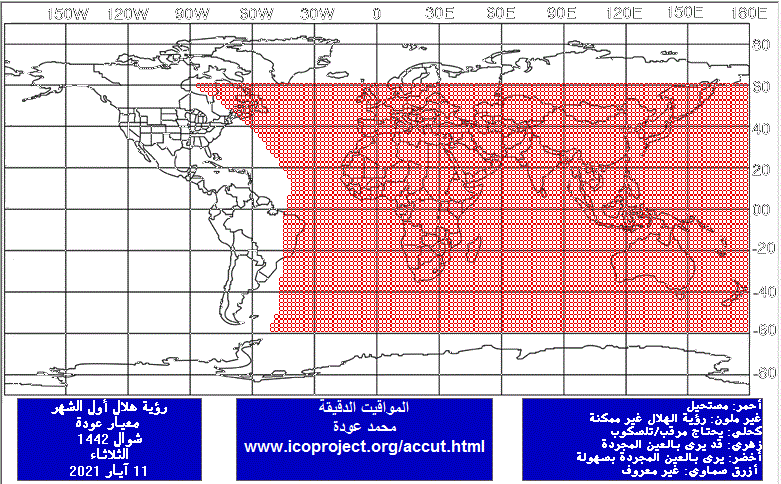 150W 120W 90W 60W 30W 0 30E 60E 90E 120E 150E 180E
80
60
40
20
00
-20
-40
-60
-80
رؤية هلال أول الشهر
معيار عودة
شوال 1442
الثلاثاء
11 آيار 2021
المواقيت الدقيقة
محمد عودة
www.icoproject.org/accut.html
أحمر: مستحيل
غير ملون: رؤية الهلال غير ممكنة
كحلي: يحتاج مرقب/تلسكوب
زهري: قد يرى بالعين المجردة
أخضر: يرى بالعين المجردة بسهولة
أزرق صماوي: غير معروف